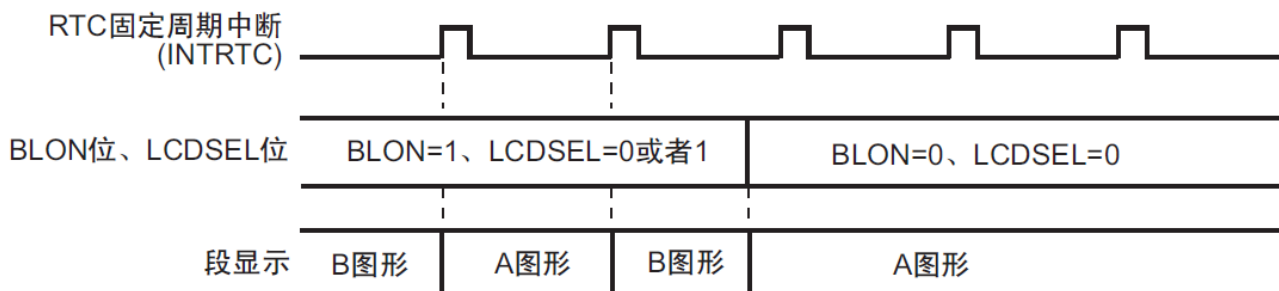 RTC固定周期中断
(INTRTC)
BLON位、LCDSEL位
BLON=1、LCDSEL=0或者1
BLON=0、LCDSEL=0
段显示
B图形
A图形
B图形
A图形